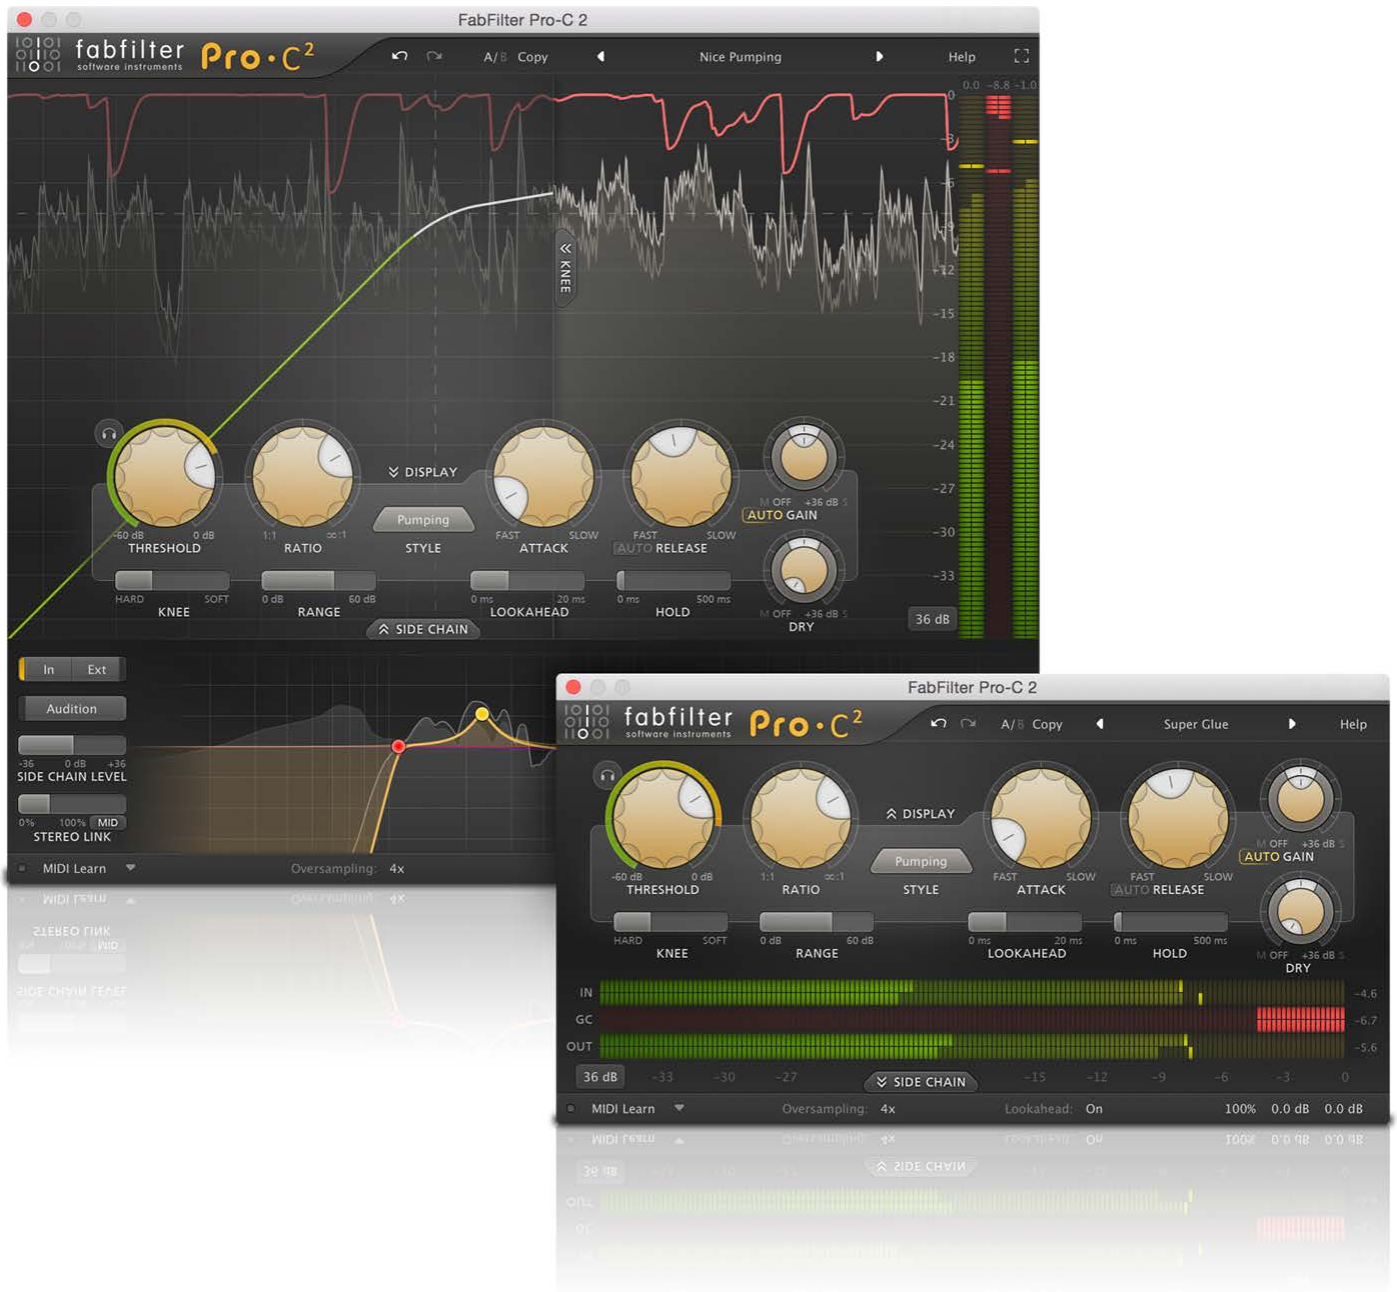 FabFilter Pro-C 2
fabfilter
software instruments
Pro·C²
A/B Copy
Nice Pumping
Help
0.0 -8.8 -1.0
0
-3
-6
-9
-12
-15
-18
-21
-24
-27
-30
-33
36 dB
« KNEE
-60 dB 0 dB
THRESHOLD
1:1 ∞:1
RATIO
DISPLAY
Pumping
STYLE
FAST SLOW
ATTACK
FAST SLOW
AUTO RELEASE
M OFF +36 dB S
AUTO GAIN
M OFF +36 dB S
DRY
HARD SOFT
KNEE
0 dB 60 dB
RANGE
0 ms 20 ms
LOOKAHEAD
0 ms 500 ms
HOLD
SIDE CHAIN
In Ext
Audition
-36 0 dB +36
SIDE CHAIN LEVEL
0% 100% MID
STEREO LINK
MIDI Learn
Oversampling: 4x
FabFilter Pro-C 2
fabfilter
software instruments
Pro·C²
A/B Copy
Super Glue
Help
-60 dB 0 dB
THRESHOLD
1:1 ∞:1
RATIO
DISPLAY
Pumping
STYLE
FAST SLOW
ATTACK
FAST SLOW
AUTO RELEASE
M OFF +36 dB S
AUTO GAIN
M OFF +36 dB S
DRY
HARD SOFT
KNEE
0 dB 60 dB
RANGE
0 ms 20 ms
LOOKAHEAD
0 ms 500 ms
HOLD
IN -4.6
GC -6.7
OUT -5.6
36 dB -33 -30 -27 SIDE CHAIN -15 -12 -9 -6 -3 0
MIDI Learn
Oversampling: 4x
Lookahead: On
100% 0.0 dB 0.0 dB